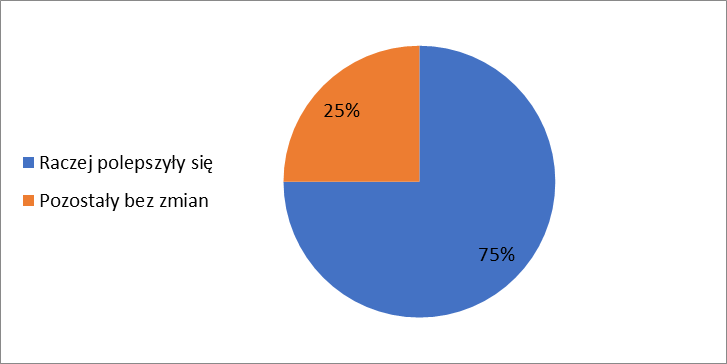 Raczej polepszyły się
Pozostały bez zmian
25%
75%